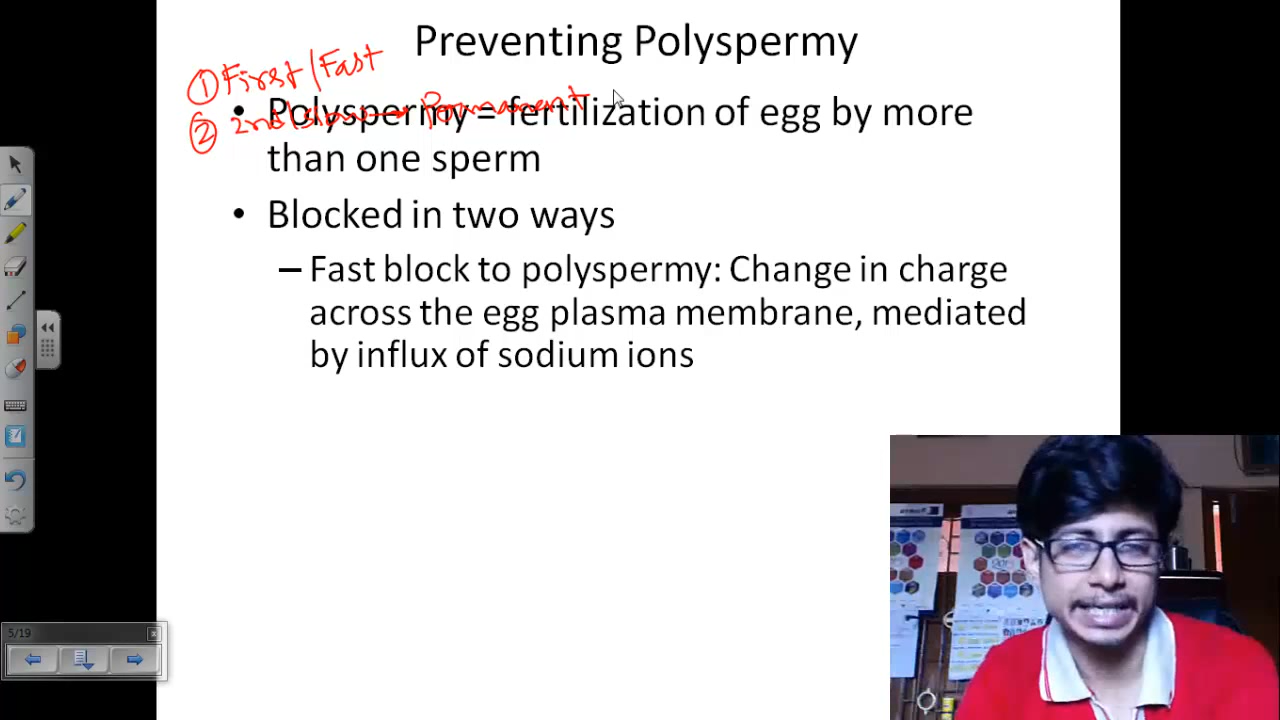 Preventing Polyspermy
① First/Fast
② 2nd/slow → Permanent
• Polyspermy = fertilization of egg by more
than one sperm
• Blocked in two ways
– Fast block to polyspermy: Change in charge
across the egg plasma membrane, mediated
by influx of sodium ions
5/19